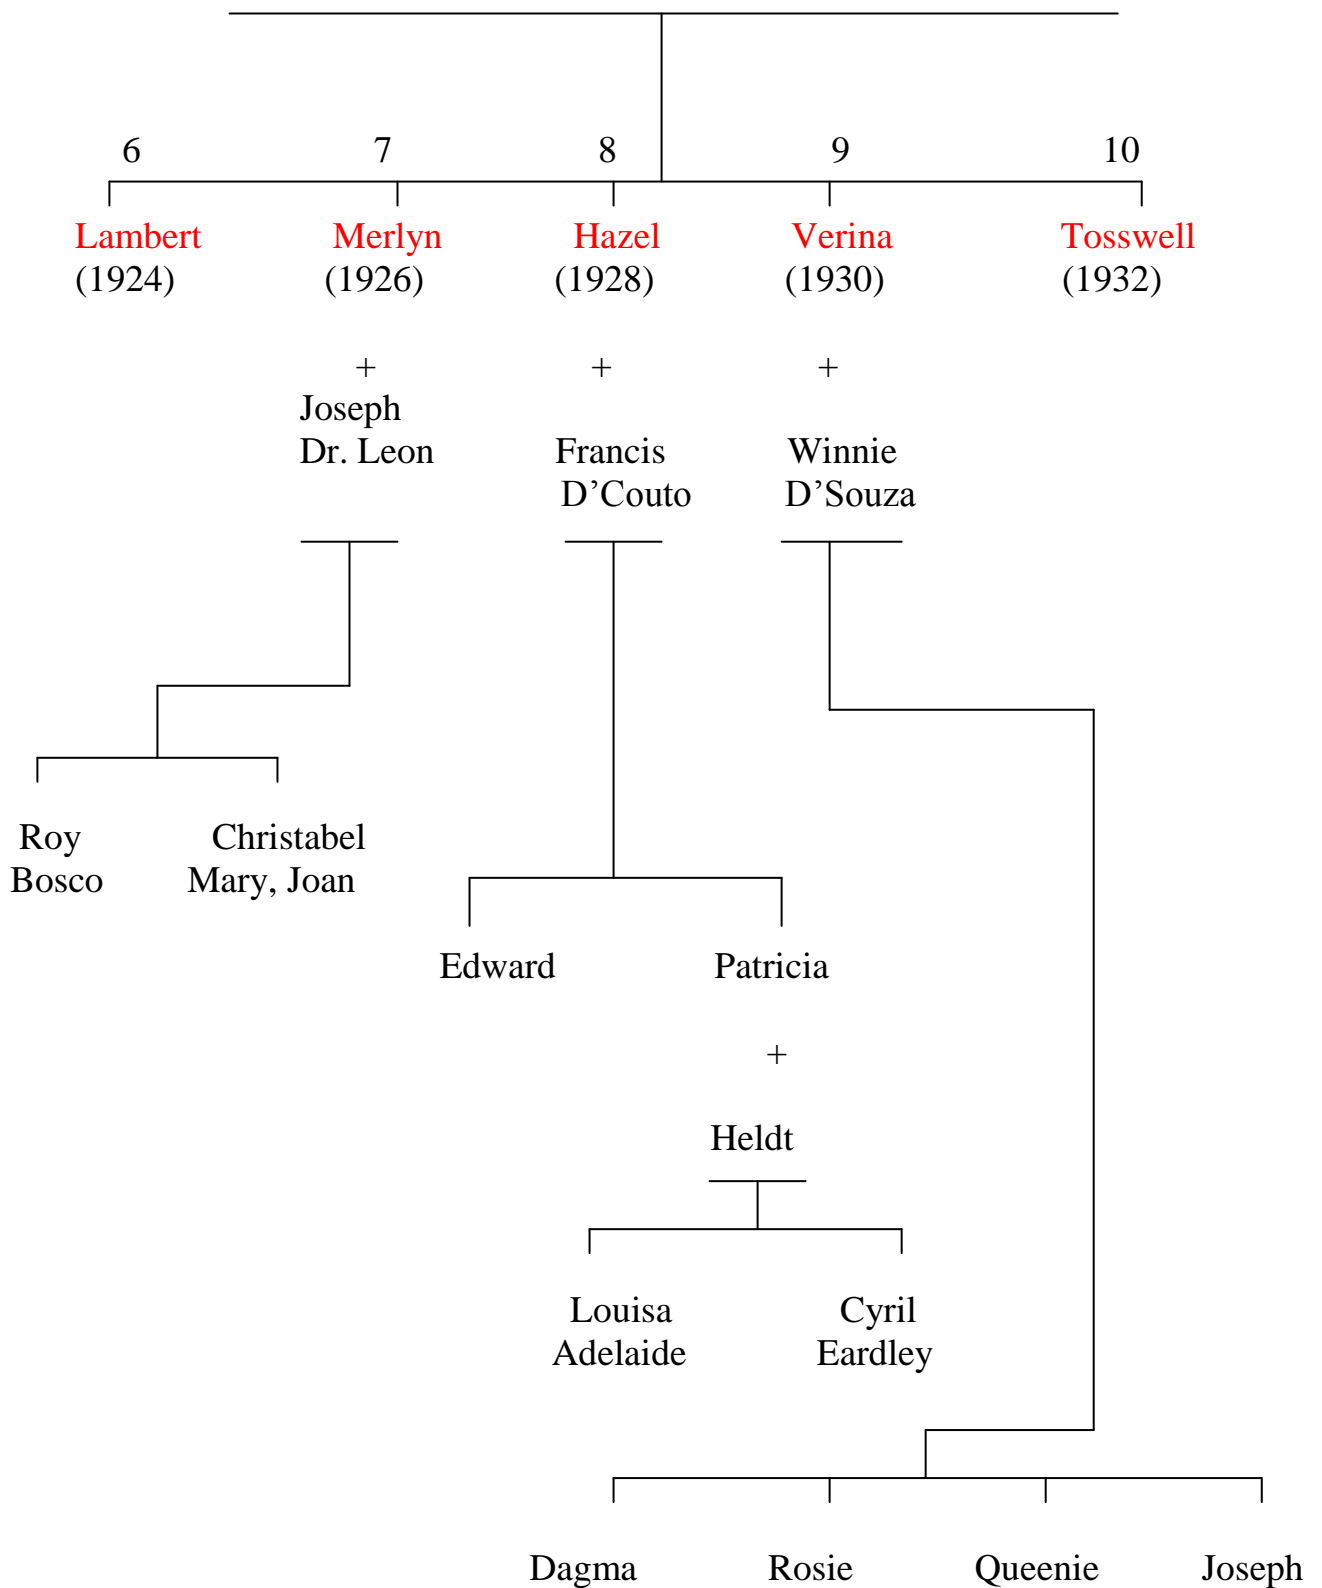 6 7 8 9 10
Lambert Merlyn Hazel Verina Tosswell
(1924) (1926) (1928) (1930) (1932)
+ + +
Joseph
Dr. Leon Francis Winnie
D’Couto D’Souza
Roy Christabel
Bosco Mary, Joan
Edward Patricia
+
Heldt
Louisa Cyril
Adelaide Eardley
Dagma Rosie Queenie Joseph